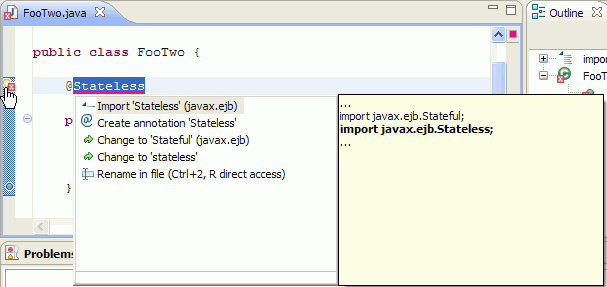 FooTwo.java
Outline
public class FooTwo {
impor
FooT
@Stateless
Import 'Stateless' (javax.ejb)
Create annotation 'Stateless'
Change to 'Stateful' (javax.ejb)
Change to 'stateless'
Rename in file (Ctrl+2, R direct access)
...
import javax.ejb.Stateful;
import javax.ejb.Stateless;
...
p
}
Problems